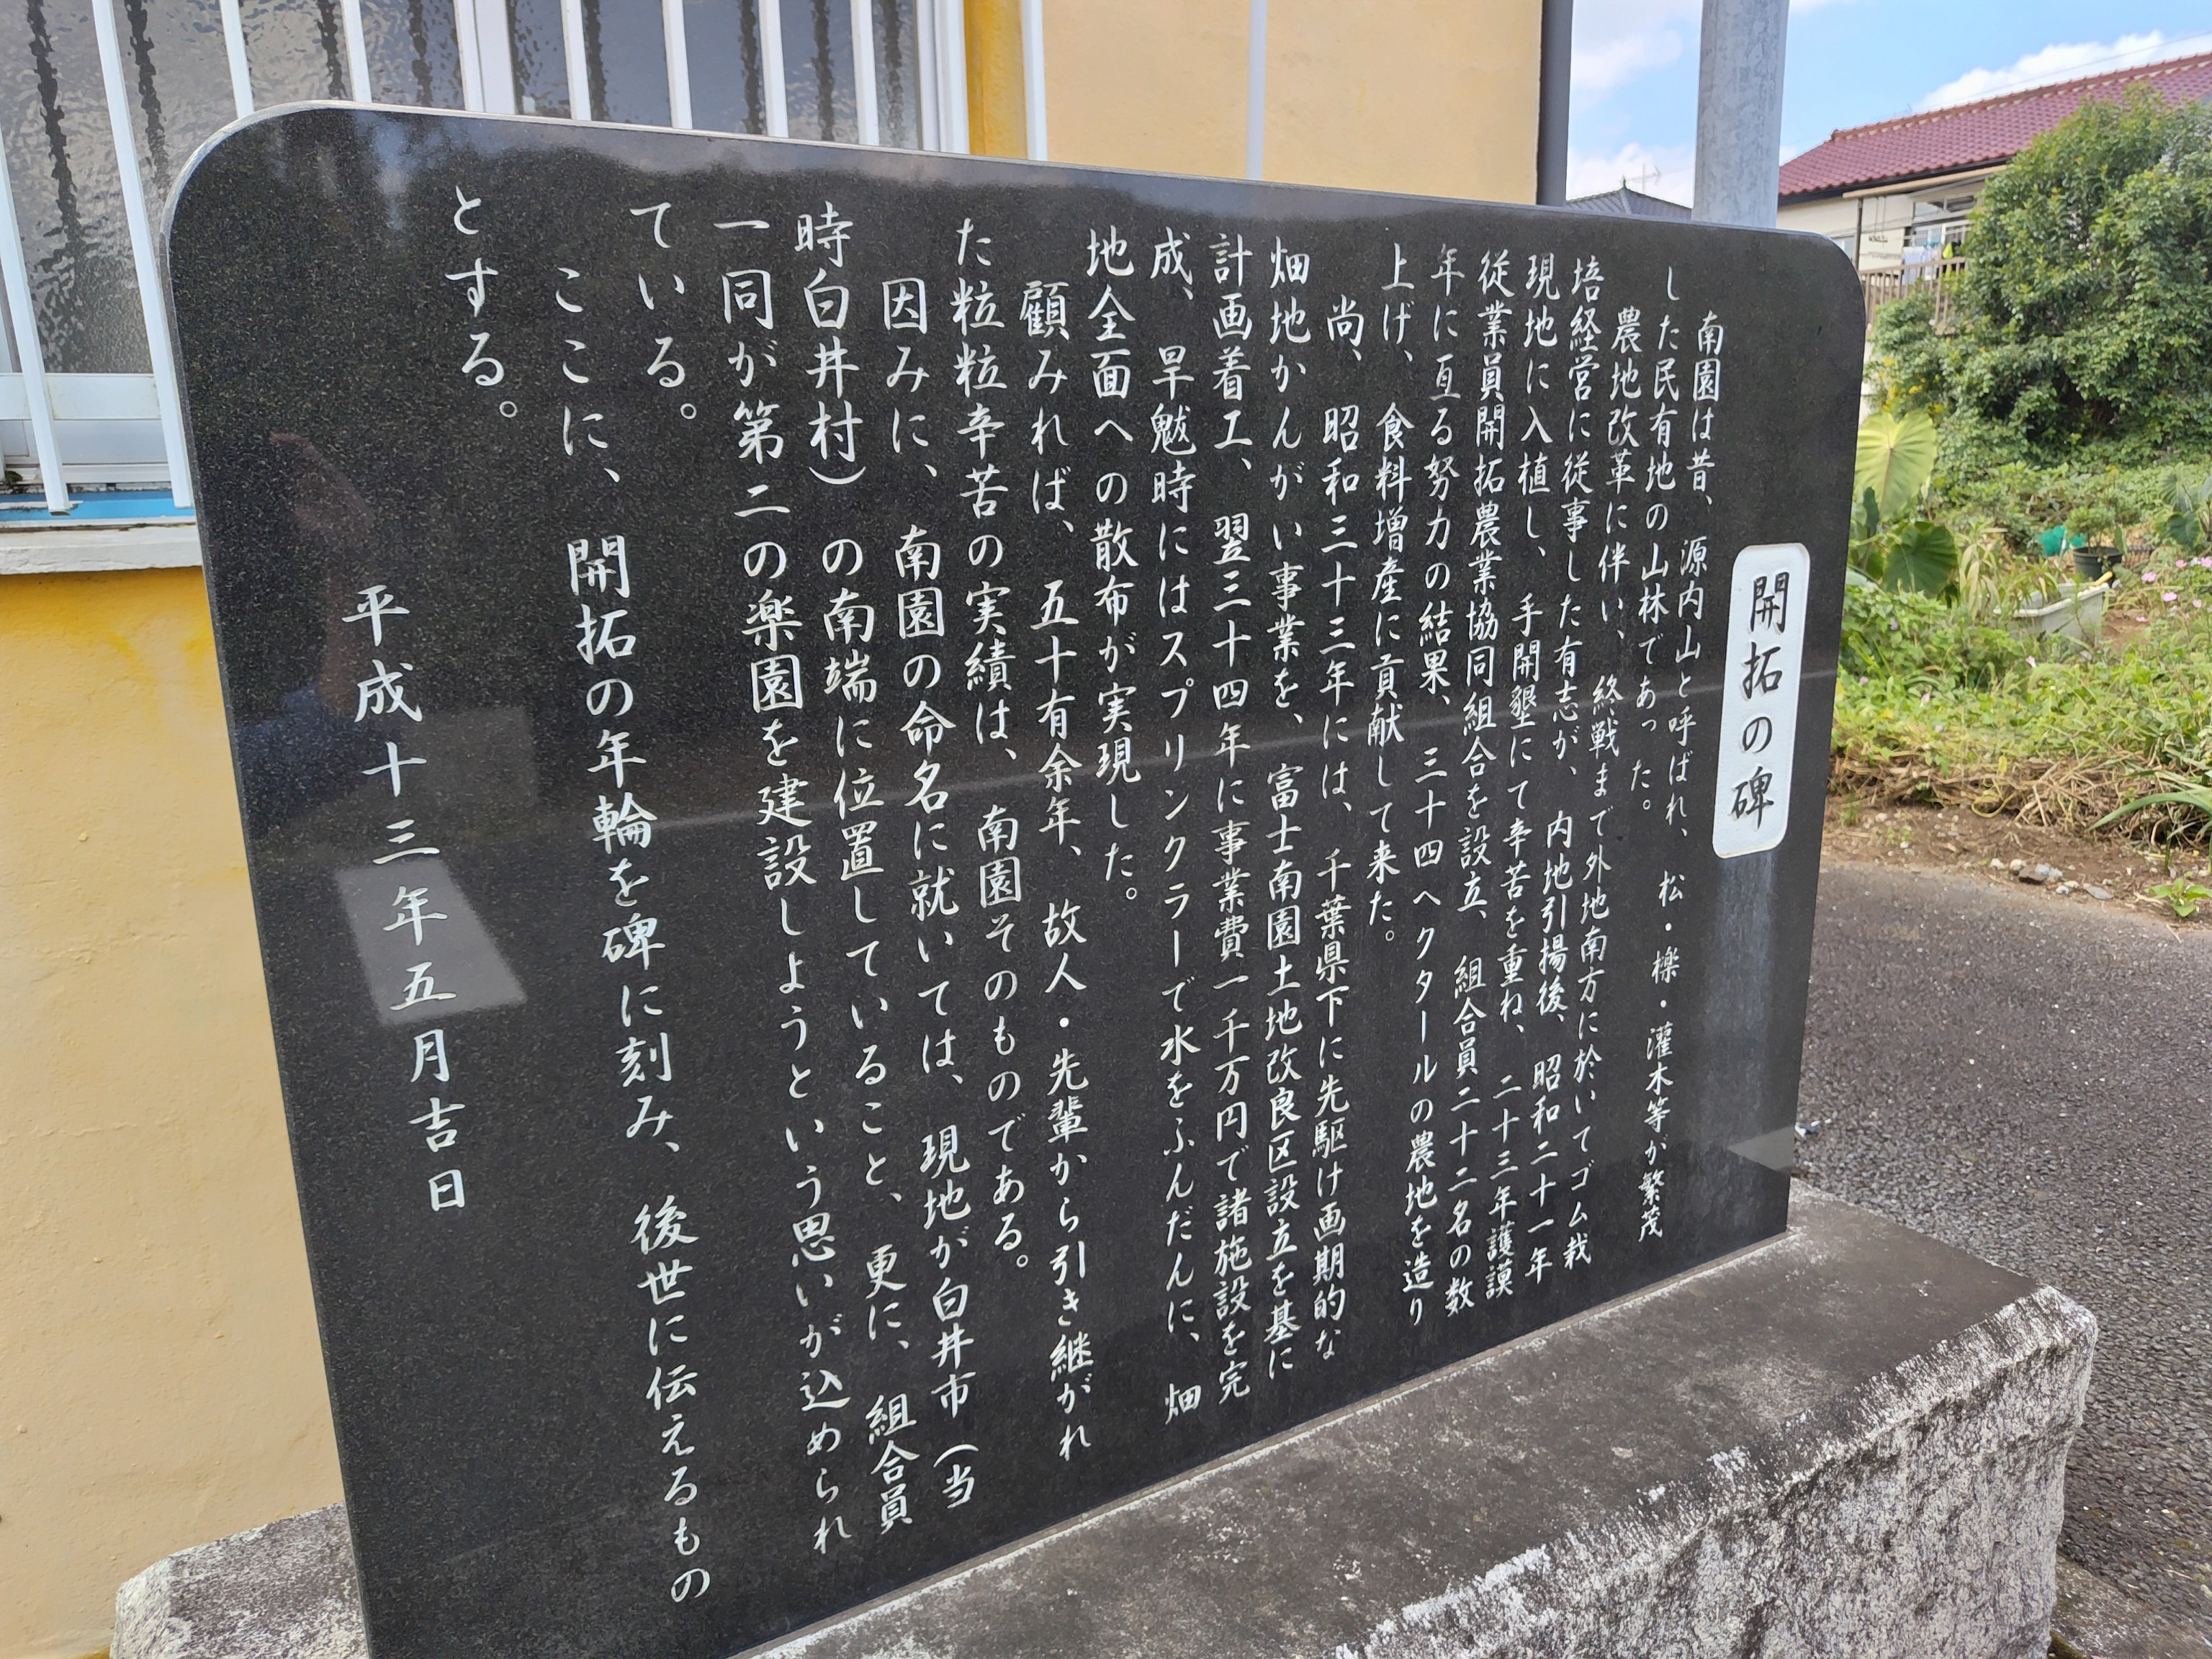 開拓の碑
南園は昔、源内山と呼ばれ、松・櫟・灌木等が繁茂
した民有地の山林であった。
農地改革に伴い、終戦まで外地南方に於いてゴム栽
培経営に従事した有志が、内地引揚後、昭和二十一年
現地に入植し、手開墾にて辛苦を重ね、二十三年護謨
従業員開拓農業協同組合を設立、組合員二十二名の数
年に亘る努力の結果、三十四ヘクタールの農地を造り
上げ、食料増産に貢献して来た。
尚、昭和三十三年には、千葉県下に先駆け画期的な
畑地かんがい事業を、富士南園土地改良区設立を基に
計画着工、翌三十四年に事業費一千万円で諸施設を完
成、旱魃時にはスプリンクラーで水をふんだんに、畑
地全面への散布が実現した。
顧みれば、五十有余年、故人・先輩から引き継がれ
た粒粒辛苦の実績は、南園そのものである。
因みに、南園の命名に就いては、現地が白井市（当
時白井村）の南端に位置していること、更に、組合員
一同が第二の楽園を建設しようという思いが込められ
ている。
ここに、開拓の年輪を碑に刻み、後世に伝えるもの
とする。
平成十三年五月吉日